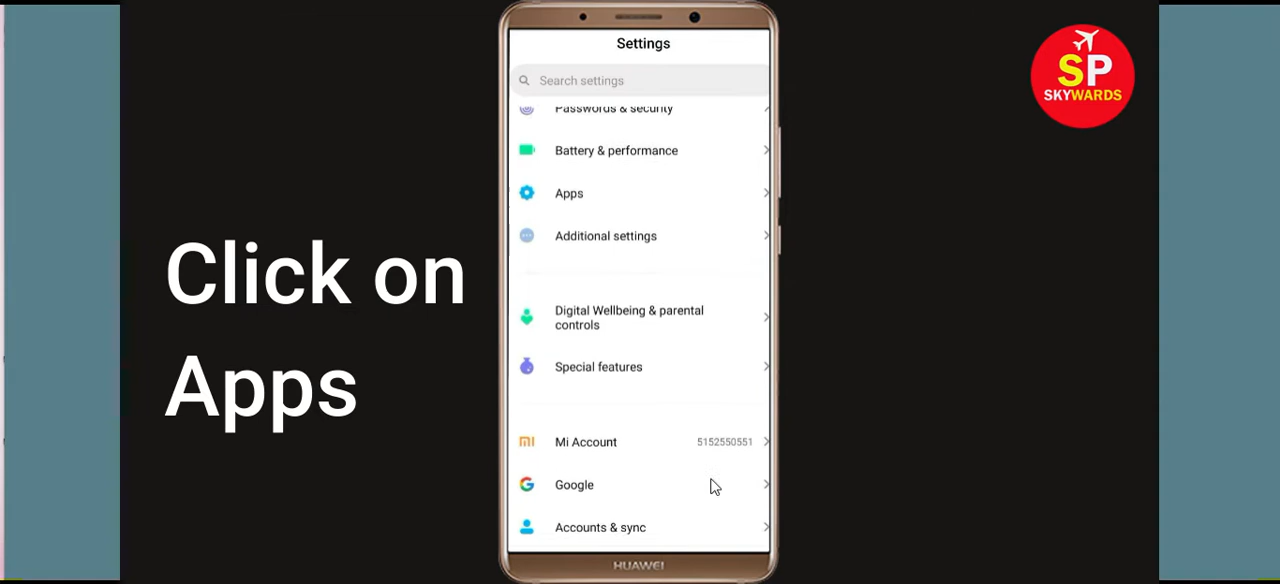 Settings
SP
SKYWARDS
Search settings
Passwords & security
Battery & performance
Apps
Additional settings
Click on
Apps
Digital Wellbeing & parental
controls
Special features
Mi Account 5152550551
Google
Accounts & sync
HUAWEI